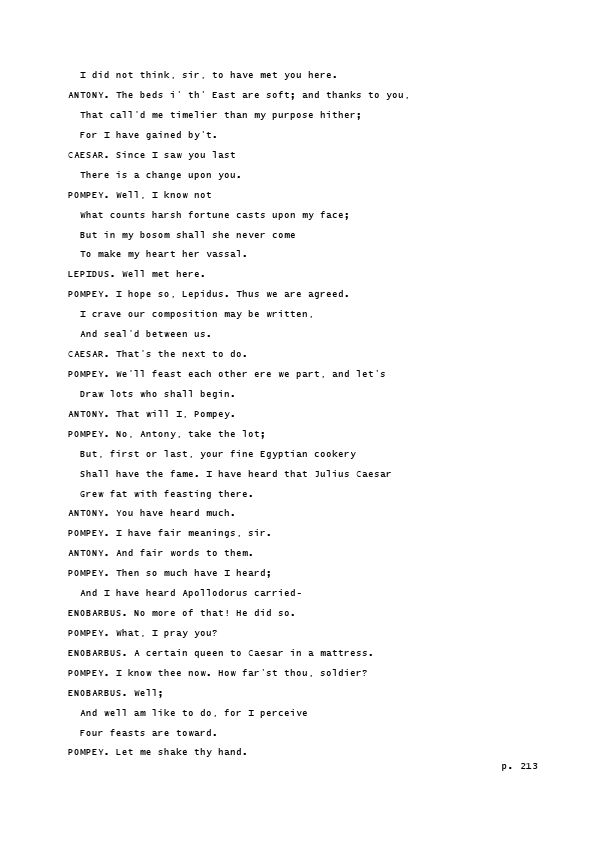 I did not think, sir, to have met you here.
ANTONY. The beds i' th' East are soft; and thanks to you,
That call'd me timelier than my purpose hither;
For I have gained by't.
CAESAR. Since I saw you last
There is a change upon you.
POMPEY. Well, I know not
What counts harsh fortune casts upon my face;
But in my bosom shall she never come
To make my heart her vassal.
LEPIDUS. Well met here.
POMPEY. I hope so, Lepidus. Thus we are agreed.
I crave our composition may be written,
And seal'd between us.
CAESAR. That's the next to do.
POMPEY. We'll feast each other ere we part, and let's
Draw lots who shall begin.
ANTONY. That will I, Pompey.
POMPEY. No, Antony, take the lot;
But, first or last, your fine Egyptian cookery
Shall have the fame. I have heard that Julius Caesar
Grew fat with feasting there.
ANTONY. You have heard much.
POMPEY. I have fair meanings, sir.
ANTONY. And fair words to them.
POMPEY. Then so much have I heard;
And I have heard Apollodorus carried-
ENOBARBUS. No more of that! He did so.
POMPEY. What, I pray you?
ENOBARBUS. A certain queen to Caesar in a mattress.
POMPEY. I know thee now. How far'st thou, soldier?
ENOBARBUS. Well;
And well am like to do, for I perceive
Four feasts are toward.
POMPEY. Let me shake thy hand.
p. 213